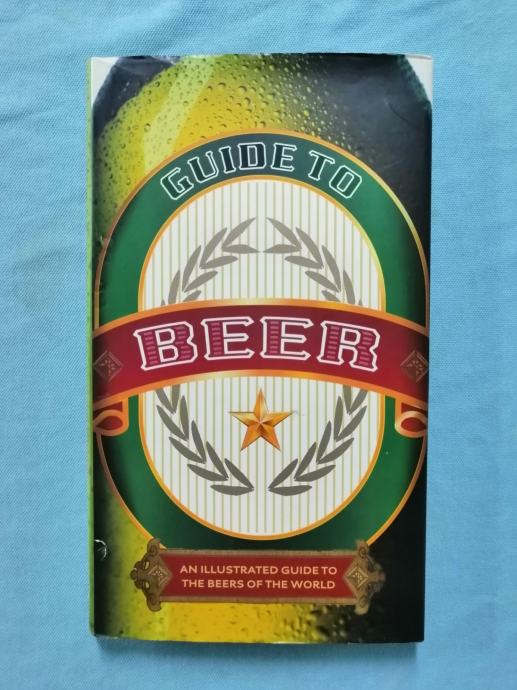 GUIDE TO
BEER
AN ILLUSTRATED GUIDE TO
THE BEERS OF THE WORLD